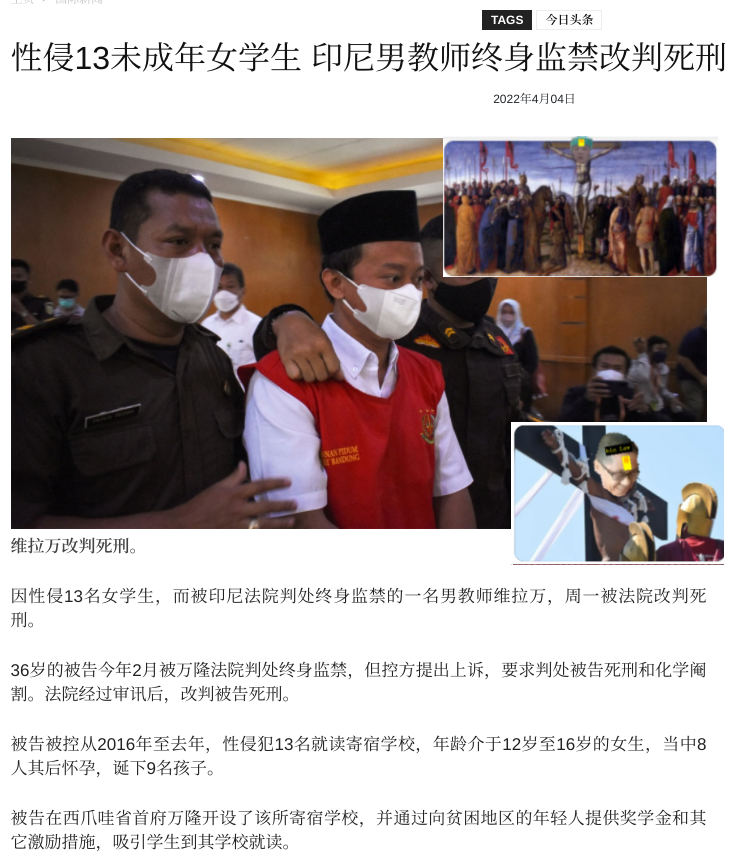 TAGS 今日头条
性侵13未成年女学生 印尼男教师终身监禁改判死刑
2022年4月04日
维拉万改判死刑。
因性侵13名女学生，而被印尼法院判处终身监禁的一名男教师维拉万，周一被法院改判死
刑。
36岁的被告今年2月被万隆法院判处终身监禁，但控方提出上诉，要求判处被告死刑和化学阉
割。法院经过审讯后，改判被告死刑。
被告被控从2016年至去年，性侵犯13名就读寄宿学校，年龄介于12岁至16岁的女生，当中8
人其后怀孕，诞下9名孩子。
被告在西爪哇省首府万隆开设了该所寄宿学校，并通过向贫困地区的年轻人提供奖学金和其
它激励措施，吸引学生到其学校就读。